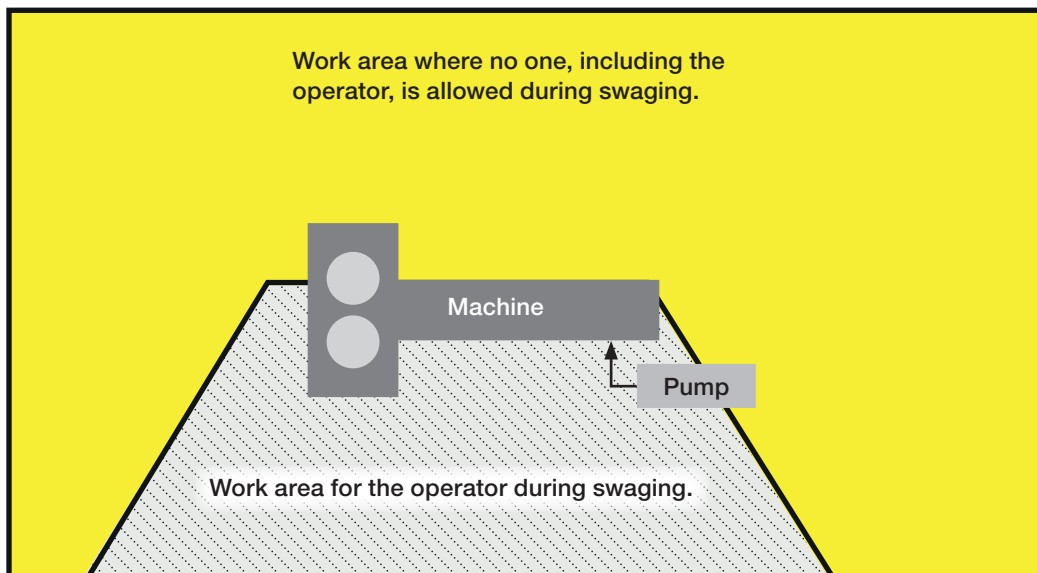 Work area where no one, including the
operator, is allowed during swaging.
Machine
Pump
Work area for the operator during swaging.